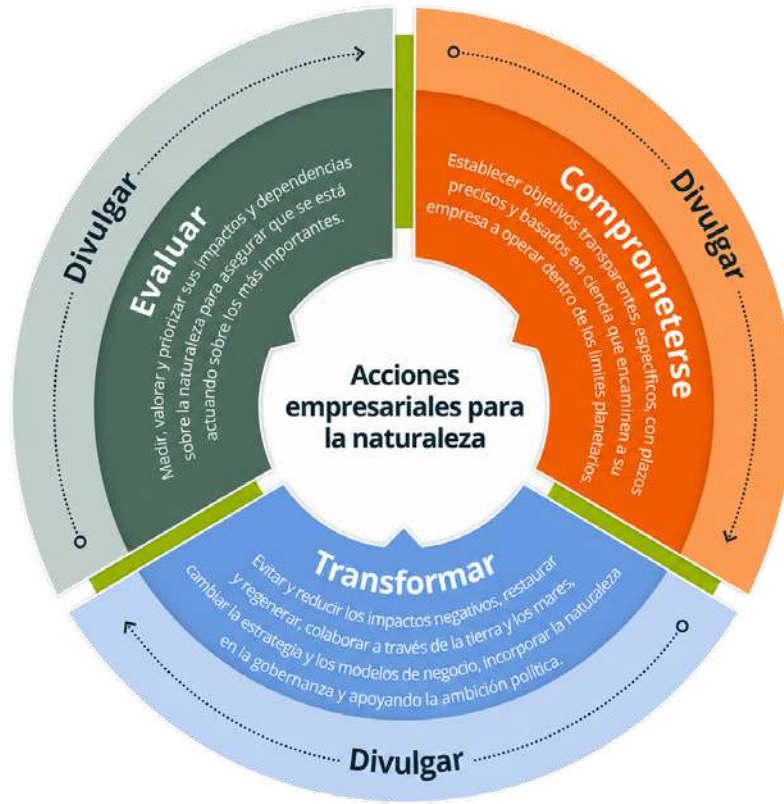 Acciones
empresariales para
la naturaleza
Divulgar
Evaluar
Medir, valorar y priorizar sus impactos y dependencias
sobre la naturaleza para asegurar que se está
actuando sobre los más importantes.
Divulgar
Comprometerse
Establecer objetivos transparentes, específicos, con plazos
precisos y basados en ciencia que encaminen a su
empresa a operar dentro de los límites planetarios.
Transformar
Evitar y reducir los impactos negativos, restaurar
y regenerar, colaborar a través de la tierra y los mares,
cambiar la estrategia y los modelos de negocio, incorporar la naturaleza
en la gobernanza y apoyando la ambición política.
Divulgar